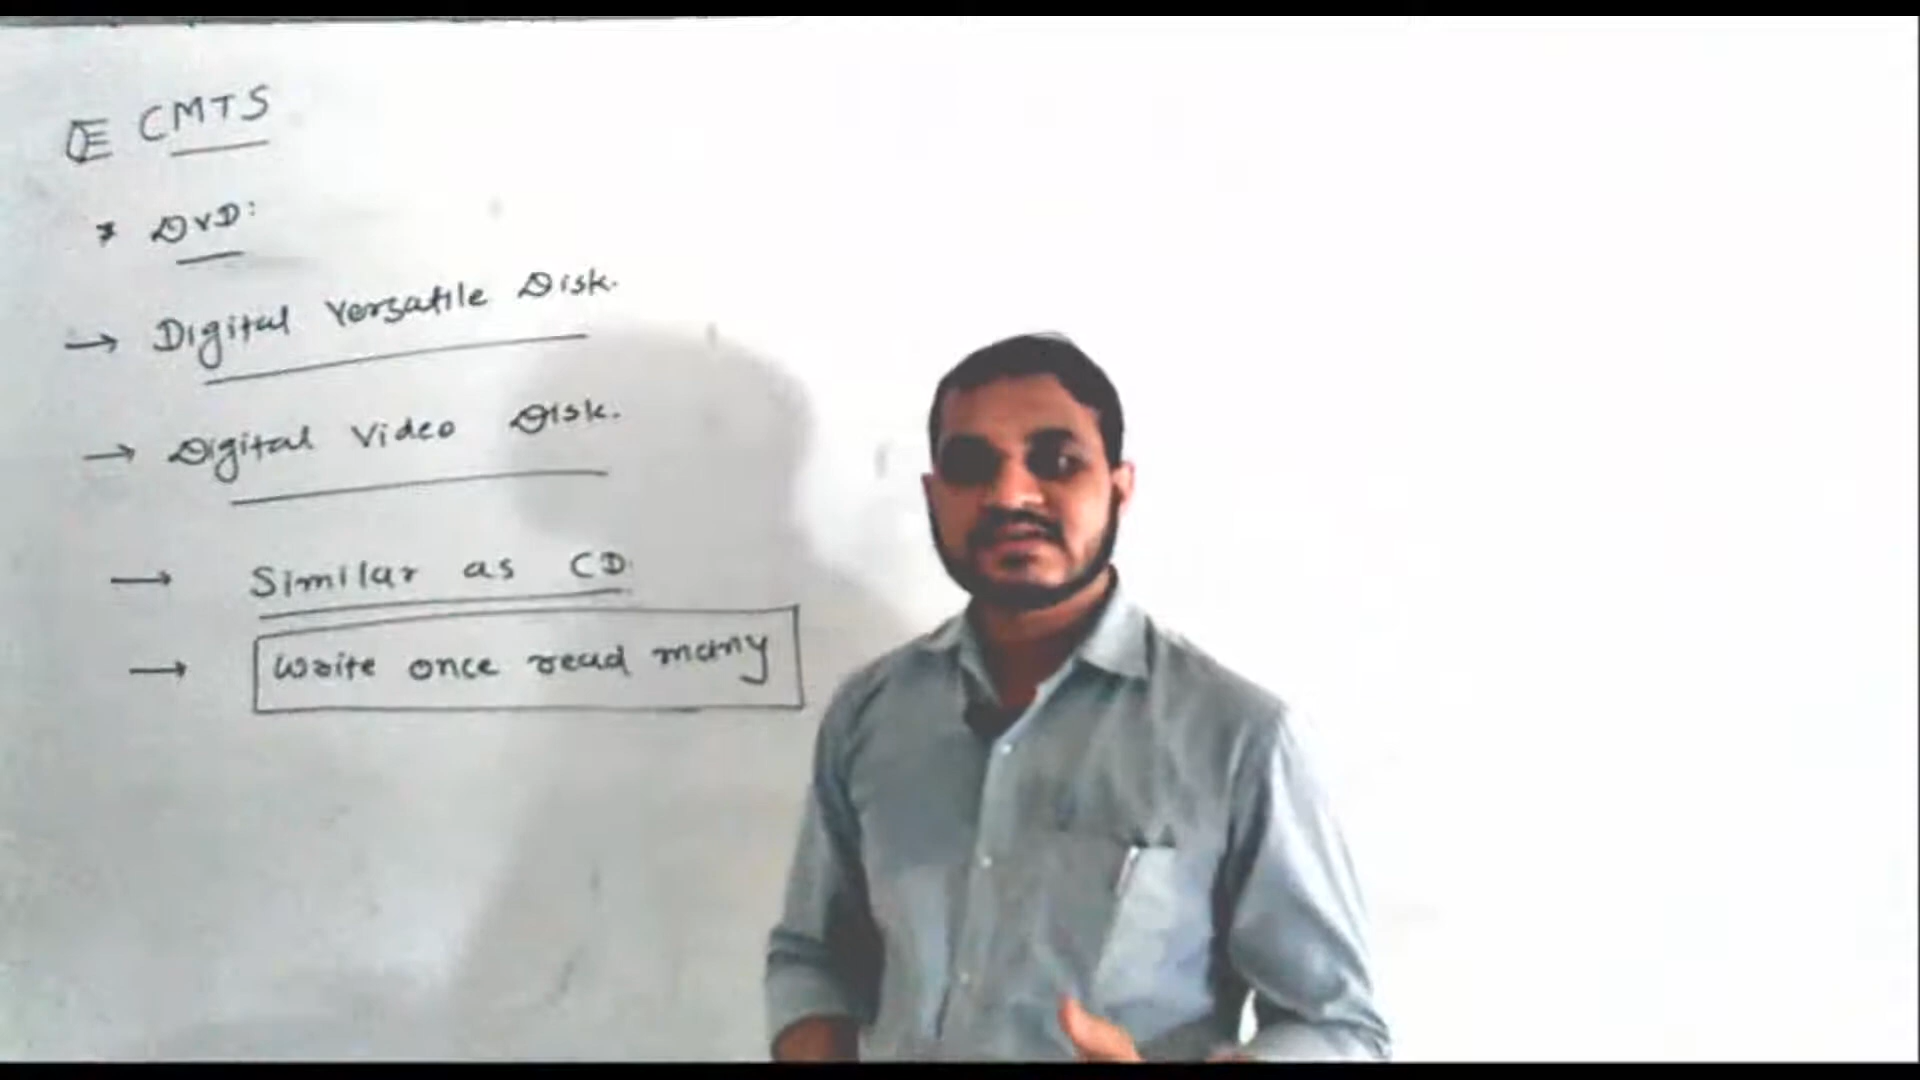 CMTS
* DVD:
→ Digital Versatile Disk.
→ Digital Video Disk.
→ Similar as CD
→ Write once read many